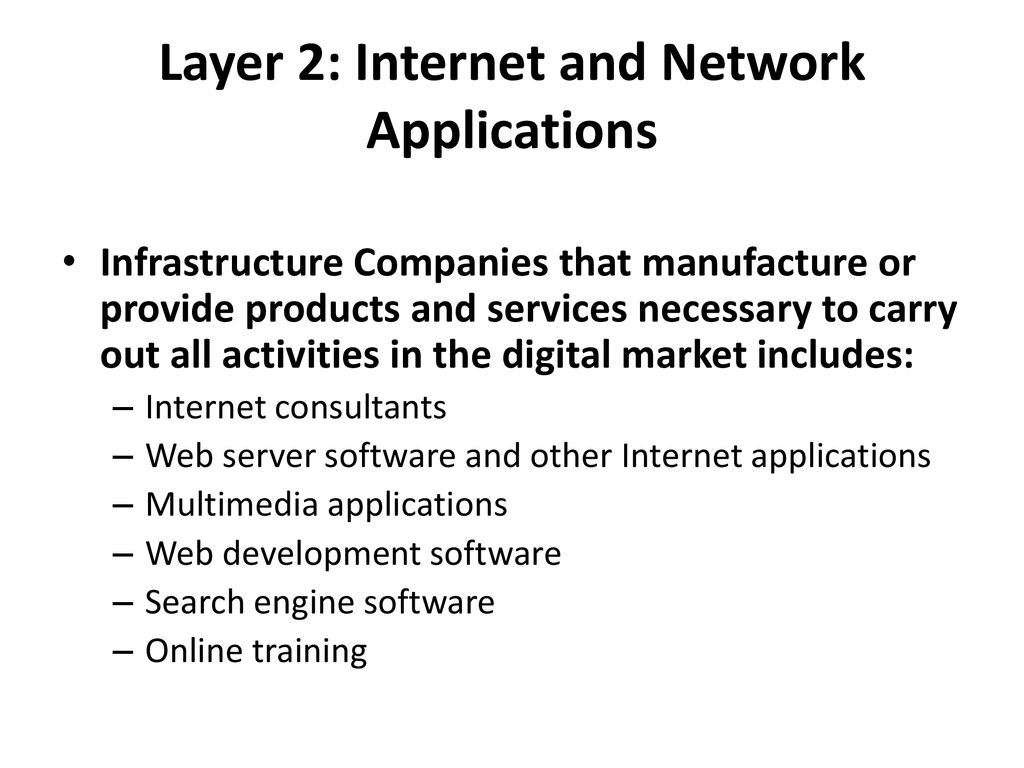 Layer 2: Internet and Network
Applications
• Infrastructure Companies that manufacture or
provide products and services necessary to carry
out all activities in the digital market includes:
– Internet consultants
– Web server software and other Internet applications
– Multimedia applications
– Web development software
– Search engine software
– Online training